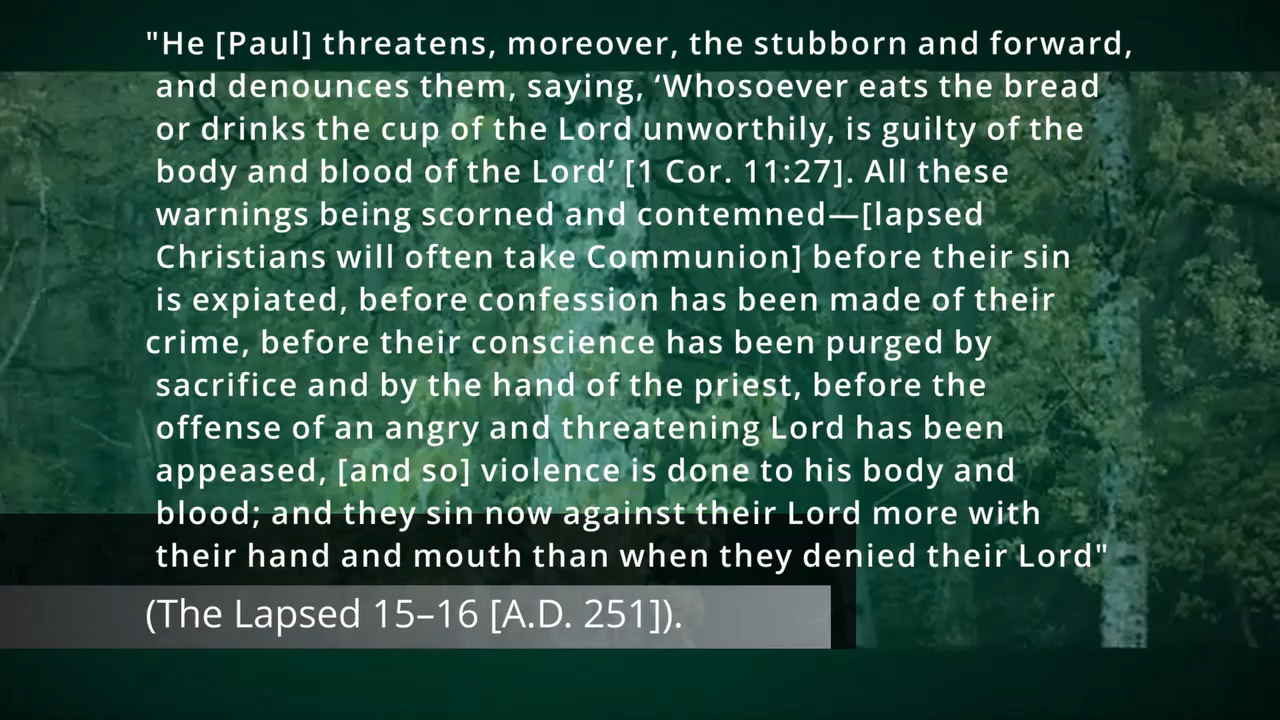 "He [Paul] threatens, moreover, the stubborn and forward,
and denounces them, saying, ‘Whosoever eats the bread
or drinks the cup of the Lord unworthily, is guilty of the
body and blood of the Lord’ [1 Cor. 11:27]. All these
warnings being scorned and contemned—[lapsed
Christians will often take Communion] before their sin
is expiated, before confession has been made of their
crime, before their conscience has been purged by
sacrifice and by the hand of the priest, before the
offense of an angry and threatening Lord has been
appeased, [and so] violence is done to his body and
blood; and they sin now against their Lord more with
their hand and mouth than when they denied their Lord"
(The Lapsed 15–16 [A.D. 251]).